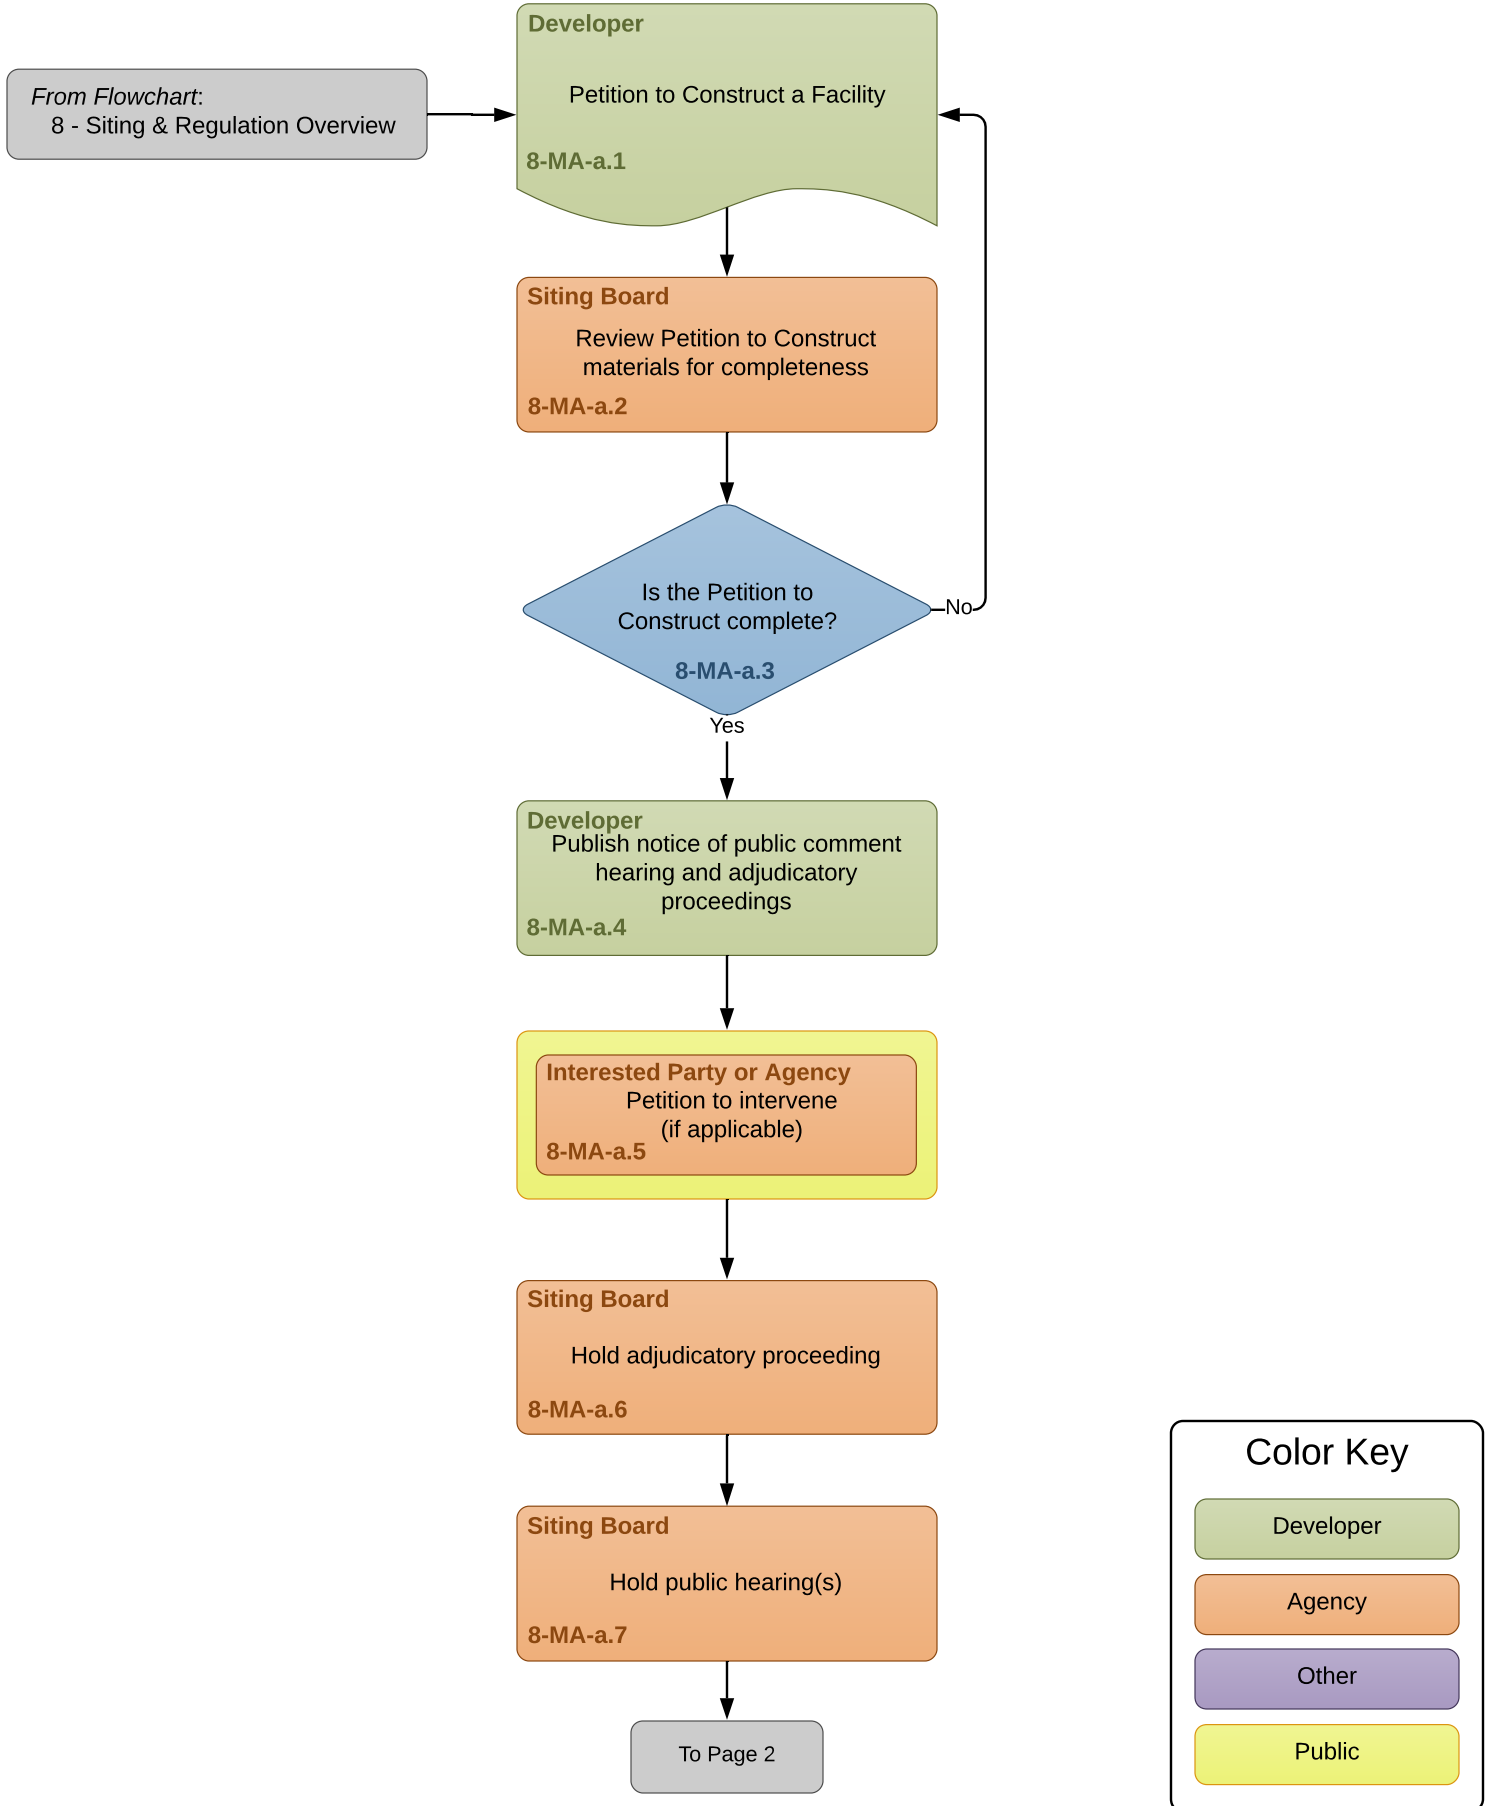 Developer
Petition to Construct a Facility
8-MA-a.1
From Flowchart:
8 - Siting & Regulation Overview
Siting Board
Review Petition to Construct
materials for completeness
8-MA-a.2
Is the Petition to
Construct complete?
8-MA-a.3
No
Yes
Developer
Publish notice of public comment
hearing and adjudicatory
proceedings
8-MA-a.4
Interested Party or Agency
Petition to intervene
(if applicable)
8-MA-a.5
Siting Board
Hold adjudicatory proceeding
8-MA-a.6
Siting Board
Hold public hearing(s)
8-MA-a.7
To Page 2
Color Key
Developer
Agency
Other
Public